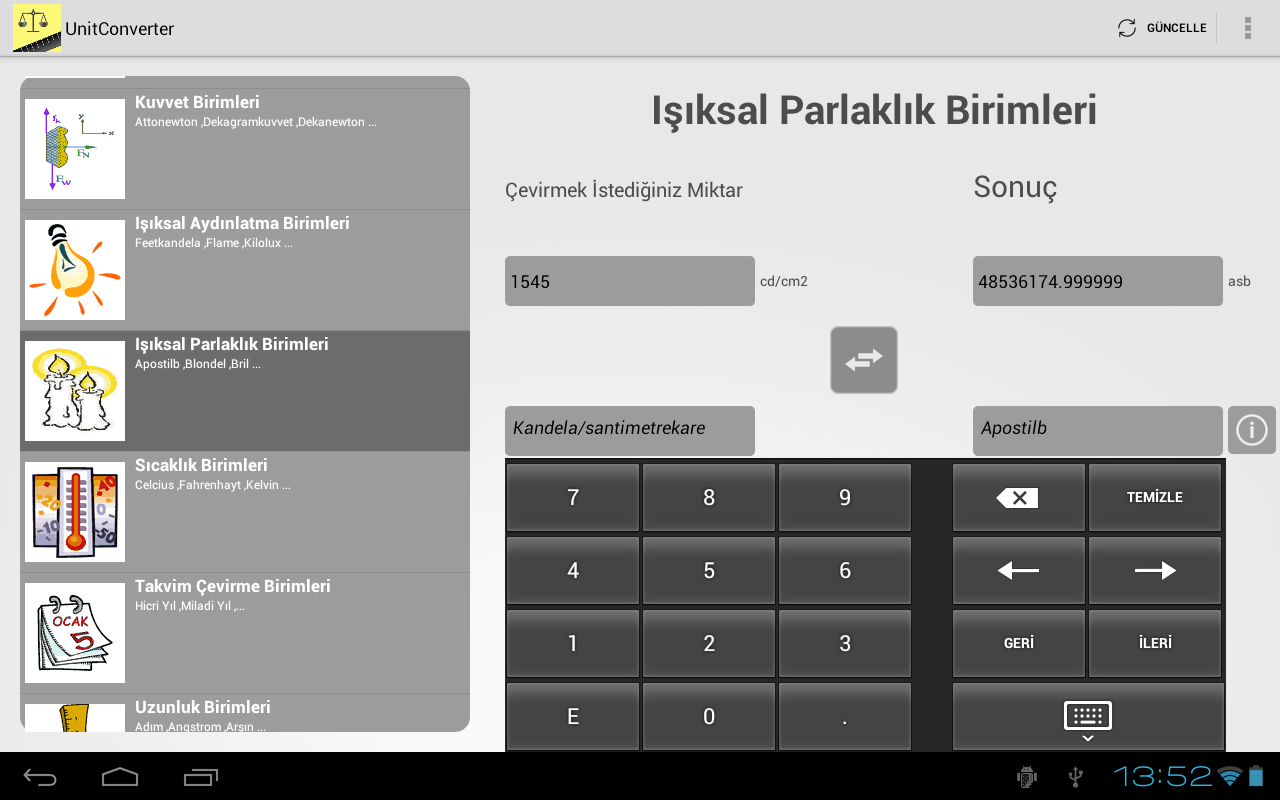 UnitConverter
GÜNCELLE
Kuvvet Birimleri
Attonewton ,Dekagramkuvvet ,Dekanewton ...
Işıksal Aydınlatma Birimleri
Feetkandela ,Flame ,Kilolux ...
Işıksal Parlaklık Birimleri
Apostilb ,Blondel ,Bril ...
Sıcaklık Birimleri
Celcius ,Fahrenhayt ,Kelvin ...
Takvim Çevirme Birimleri
Hicri Yıl ,Miladi Yıl ,...
OCAK
5
Uzunluk Birimleri
Adım ,Angstrom ,Arşın ...
Işıksal Parlaklık Birimleri
Çevirmek İstediğiniz Miktar
Sonuç
1545 cd/cm2
48536174.999999 asb
Kandela/santimetrekare
Apostilb
7 8 9 TEMİZLE
4 5 6
1 2 3 GERİ İLERİ
E 0 .
13:52